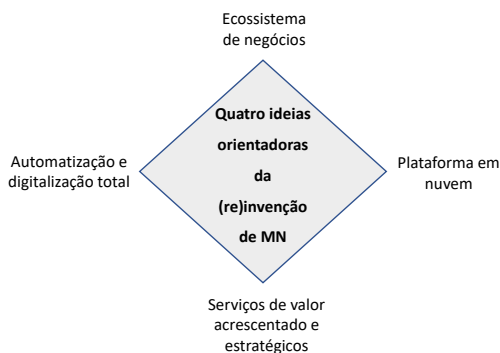 Ecossistema
de negócios
Quatro ideias
orientadoras
da
(re)invenção
de MN
Automatização e
digitalização total
Plataforma em
nuvem
Serviços de valor
acrescentado e
estratégicos